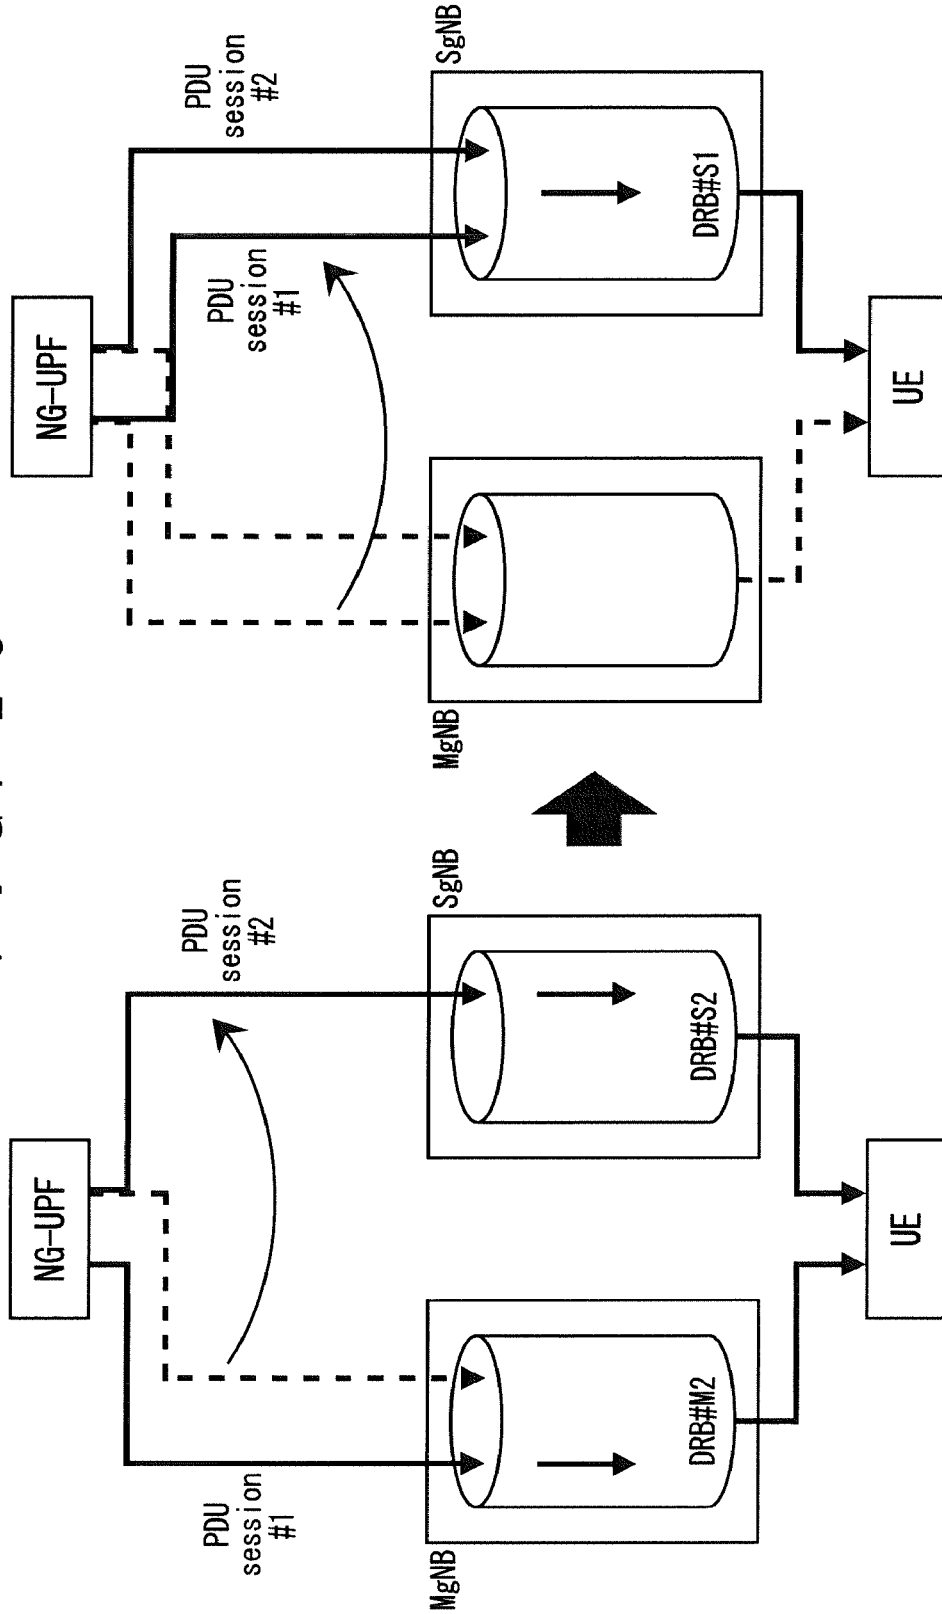 NG-UPF
PDU
session
#1
PDU
session
#2
MgNB
SgNB
DRB#M2
DRB#S2
UE
NG-UPF
PDU
session
#1
PDU
session
#2
MgNB
SgNB
DRB#S1
UE